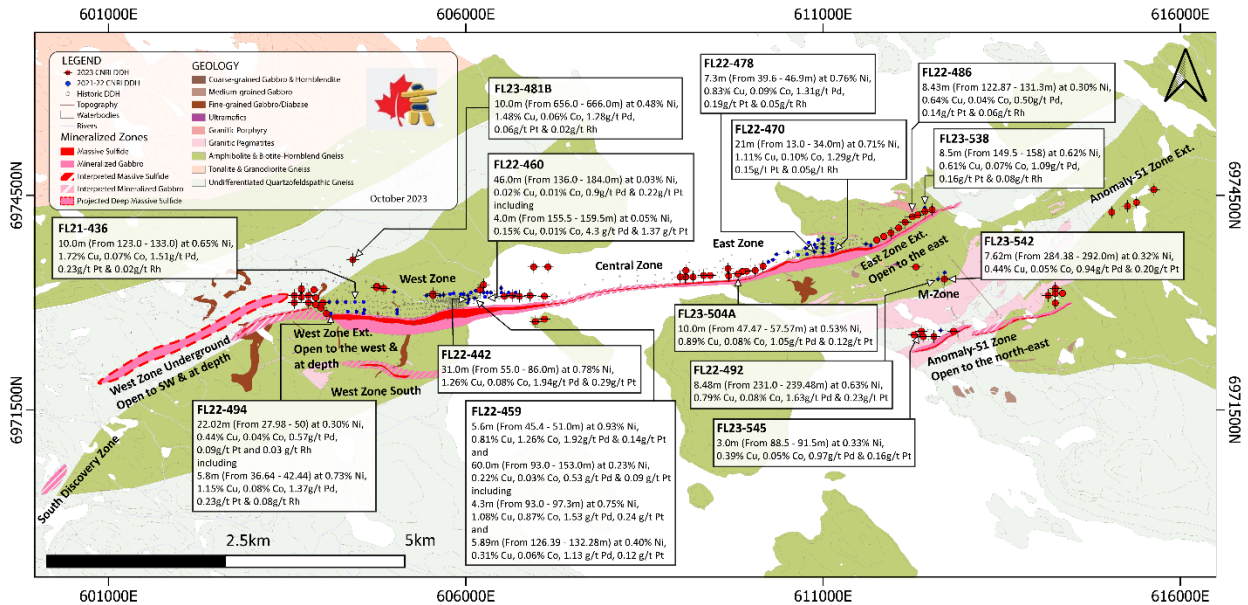 601000E
606000E
611000E
616000E
LEGEND
2023 CNRI DDH
2021-22 CNRI DDH
Historic DDH
Topography
Waterbodies
Rivers
Mineralized Zones
Massive Sulfide
Mineralized Gabbro
Interpreted Massive Sulfide
Interpreted Mineralized Gabbro
Projected Deep Massive Sulfide
GEOLOGY
Coarse-grained Gabbro & Hornblendite
Medium-grained Gabbro
Fine-grained Gabbro/Diabase
Ultramafics
Granitic Porphyry
Granitic Pegmatites
Amphibolite & Biotite-Hornblend Gneiss
Tonalite & Granodiorite Gneiss
Undifferentiated Quartzofeldspathic Gneiss
October 2023
FL23-481B
10.0m (From 656.0 - 666.0m) at 0.48% Ni,
1.48% Cu, 0.06% Co, 1.28g/t Pd,
0.06g/t Pt & 0.02g/t Rh
FL22-460
46.0m (From 136.0 - 184.0m) at 0.03% Ni,
0.02% Cu, 0.01% Co, 0.9g/t Pd & 0.22g/t Pt
including
4.0m (From 155.5 - 159.5m) at 0.05% Ni,
0.15% Cu, 0.01% Co, 4.3 g/t Pd & 1.37 g/t Pt
FL22-478
7.3m (From 39.6 - 46.9m) at 0.76% Ni,
0.83% Cu, 0.09% Co, 1.31g/t Pd,
0.19g/t Pt & 0.05g/t Rh
FL22-470
21m (From 13.0 - 34.0m) at 0.71% Ni,
1.11% Cu, 0.10% Co, 1.29g/t Pd,
0.15g/t Pt & 0.05g/t Rh
FL22-486
8.43m (From 122.87 - 131.3m) at 0.30% Ni,
0.64% Cu, 0.04% Co, 0.50g/t Pd,
0.14g/t Pt & 0.06g/t Rh
FL23-538
8.5m (From 149.5 - 158) at 0.62% Ni,
0.61% Cu, 0.07% Co, 1.09g/t Pd,
0.16g/t Pt & 0.08g/t Rh
6974500N
6974500N
Anomaly-S1 Zone Ext.
FL21-436
10.0m (From 123.0 - 133.0) at 0.65% Ni,
1.72% Cu, 0.07% Co, 1.51g/t Pd,
0.23g/t Pt & 0.02g/t Rh
West Zone
Central Zone
East Zone
East Zone Ext.
Open to the east
FL23-542
7.62m (From 284.38 - 292.0m) at 0.32% Ni,
0.44% Cu, 0.05% Co, 0.94g/t Pd & 0.20g/t Pt
M-Zone
West Zone Underground
Open to SW & at depth
West Zone Ext.
Open to the west &
at depth
West Zone South
FL23-504A
10.0m (From 47.47 - 57.57m) at 0.53% Ni,
0.89% Cu, 0.08% Co, 1.05g/t Pd & 0.12g/t Pt
Anomaly-S1 Zone
Open to the north-east
FL22-442
31.0m (From 55.0 - 86.0m) at 0.78% Ni,
1.26% Cu, 0.08% Co, 1.94g/t Pd & 0.29g/t Pt
FL22-492
8.48m (From 231.0 - 239.48m) at 0.63% Ni,
0.79% Cu, 0.08% Co, 1.63g/t Pd & 0.23g/t Pt
6971500N
6971500N
FL22-494
22.02m (From 27.98 - 50) at 0.30% Ni,
0.44% Cu, 0.04% Co, 0.57g/t Pd,
0.09g/t Pt and 0.03 g/t Rh
including
5.8m (From 36.64 - 42.44) at 0.73% Ni,
1.15% Cu, 0.08% Co, 1.37g/t Pd,
0.23g/t Pt & 0.08g/t Rh
FL22-459
5.6m (From 45.4 - 51.0m) at 0.93% Ni,
0.81% Cu, 1.26% Co, 1.92g/t Pd & 0.14g/t Pt
and
60.0m (From 93.0 - 153.0m) at 0.23% Ni,
0.22% Cu, 0.03% Co, 0.53 g/t Pd & 0.09 g/t Pt
including
4.3m (From 93.0 - 97.3m) at 0.75% Ni,
1.08% Cu, 0.87% Co, 1.53 g/t Pd, 0.24 g/t Pt
and
5.89m (From 126.39 - 132.28m) at 0.40% Ni,
0.31% Cu, 0.06% Co, 1.13 g/t Pd, 0.12 g/t Pt
FL23-545
3.0m (From 88.5 - 91.5m) at 0.33% Ni,
0.39% Cu, 0.05% Co, 0.97g/t Pd & 0.16g/t Pt
South Discovery Zone
2.5km
5km
601000E
606000E
611000E
616000E